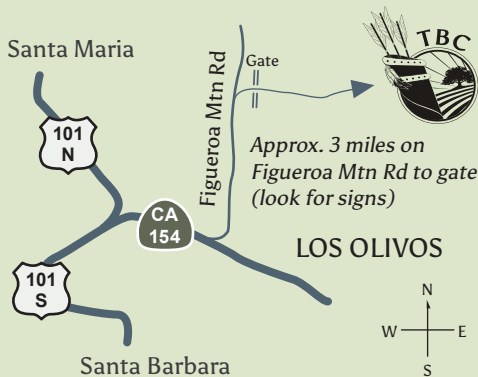 Santa Maria
101
N
Figueroa Mtn Rd
Gate
TBC
Approx. 3 miles on
Figueroa Mtn Rd to gate
(look for signs)
CA
154
LOS OLIVOS
101
S
Santa Barbara
N
W E
S